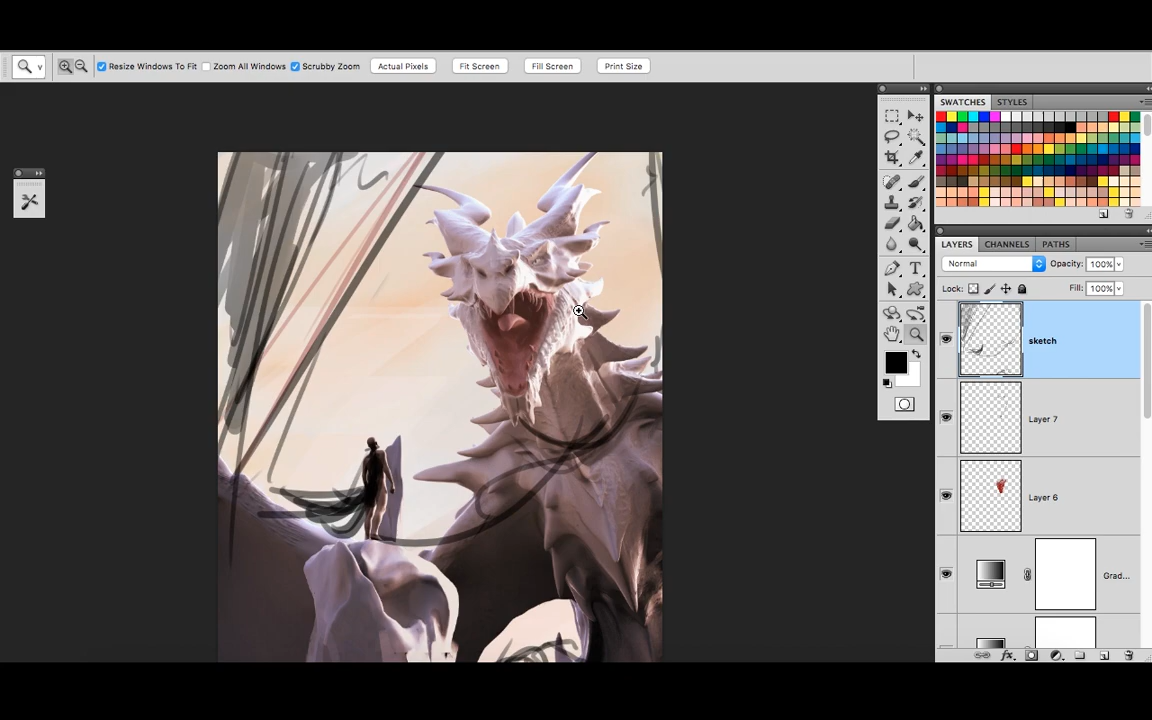 Resize Windows To Fit Zoom All Windows Scrubby Zoom Actual Pixels Fit Screen Fill Screen Print Size
SWATCHES STYLES
LAYERS CHANNELS PATHS
Normal Opacity: 100%
Lock: Fill: 100%
sketch
Layer 7
Layer 6
Grad...